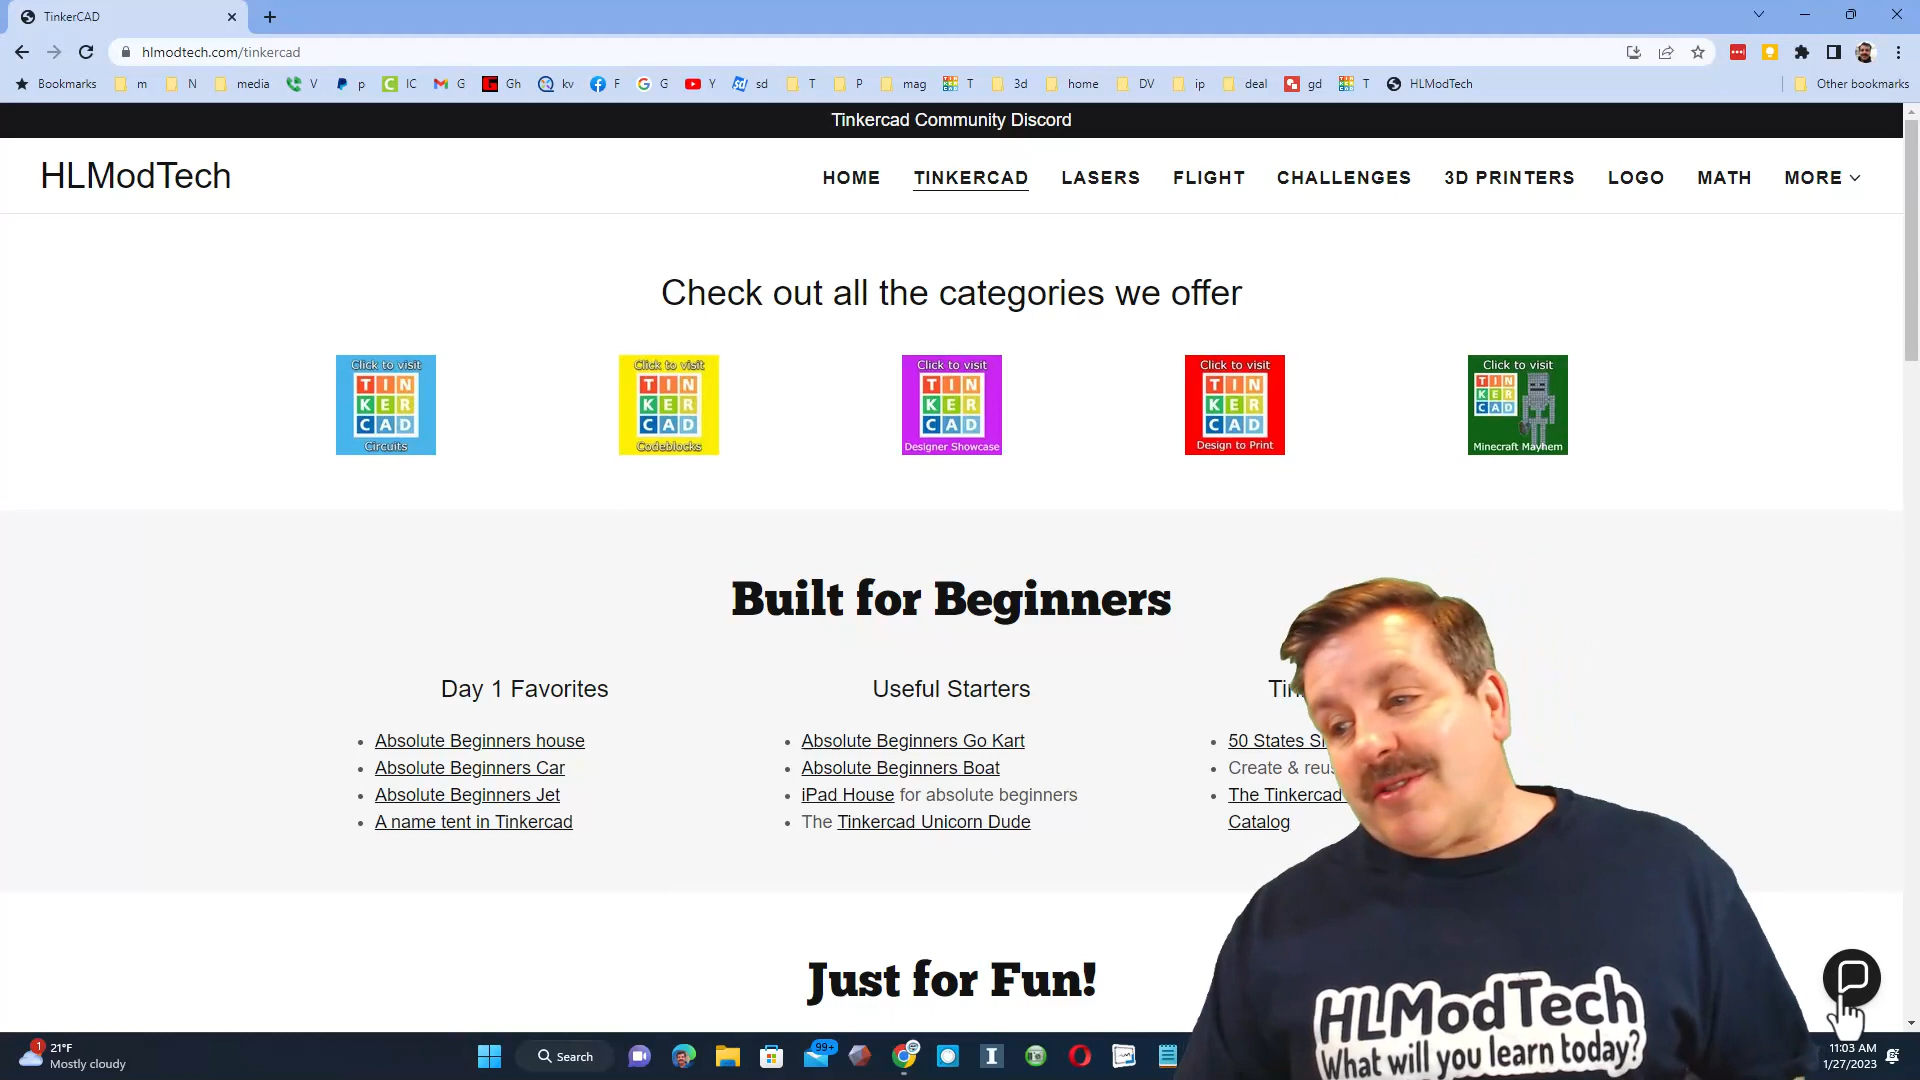 TinkerCAD
hlmodtech.com/tinkercad
Bookmarks m N media V p IC G Gh kv F G Y sd T P mag T 3d home DV ip deal gd T HLModTech Other bookmarks
Tinkercad Community Discord
HLModTech
HOME TINKERCAD LASERS FLIGHT CHALLENGES 3D PRINTERS LOGO MATH MORE
Check out all the categories we offer
Click to visit
TIN
KER
CAD
Circuits
Click to visit
TIN
KER
CAD
Codeblocks
Click to visit
TIN
KER
CAD
Designer Showcase
Click to visit
TIN
KER
CAD
Design to Print
Click to visit
TIN
KER
CAD
Minecraft Mayhem
Built for Beginners
Day 1 Favorites
Absolute Beginners house
Absolute Beginners Car
Absolute Beginners Jet
A name tent in Tinkercad
Useful Starters
Absolute Beginners Go Kart
Absolute Beginners Boat
iPad House for absolute beginners
The Tinkercad Unicorn Dude
50 States
Create &
The Tinkercad
Catalog
Just for Fun!
HLModTech
What will you learn today?
1
21°F
Mostly cloudy
Search
99+
11:03 AM
1/27/2023